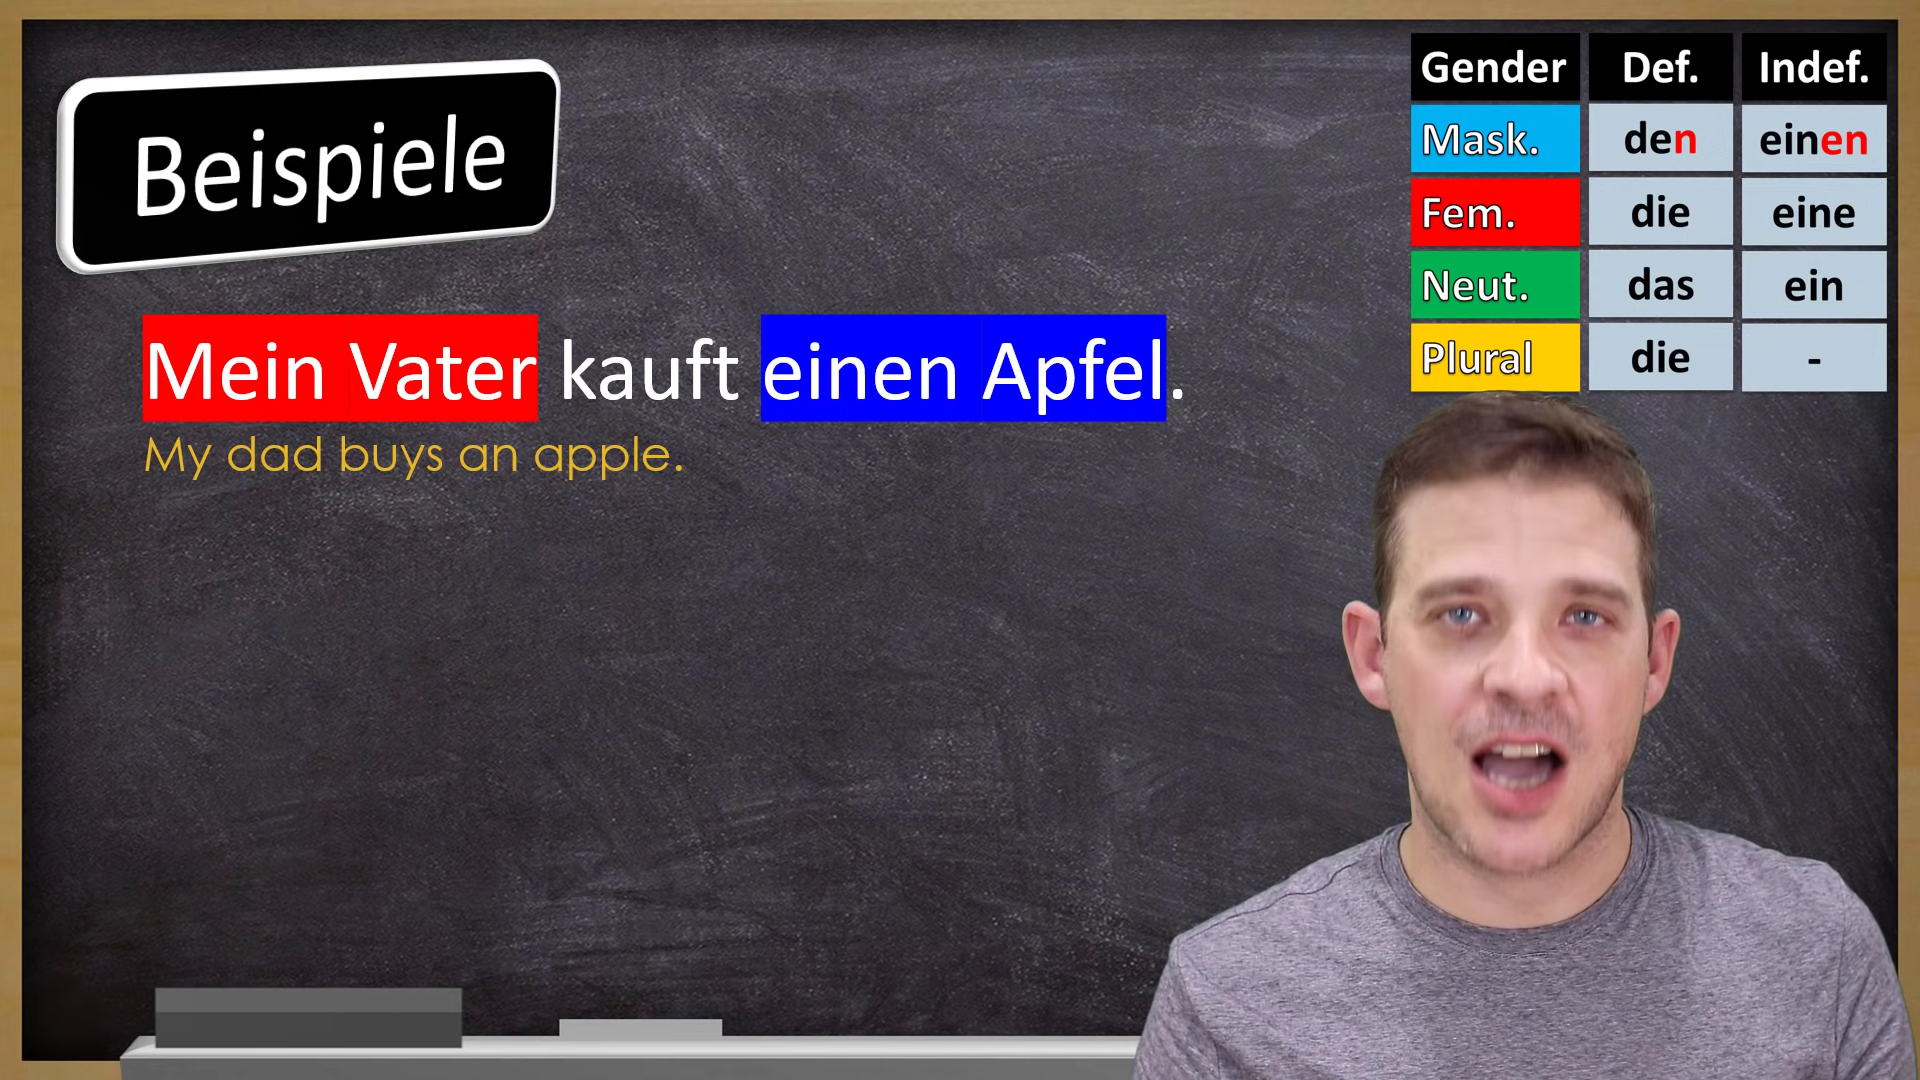 Beispiele
Mein Vater kauft einen Apfel.
My dad buys an apple.
Gender Def. Indef.
Mask. den einen
Fem. die eine
Neut. das ein
Plural die -